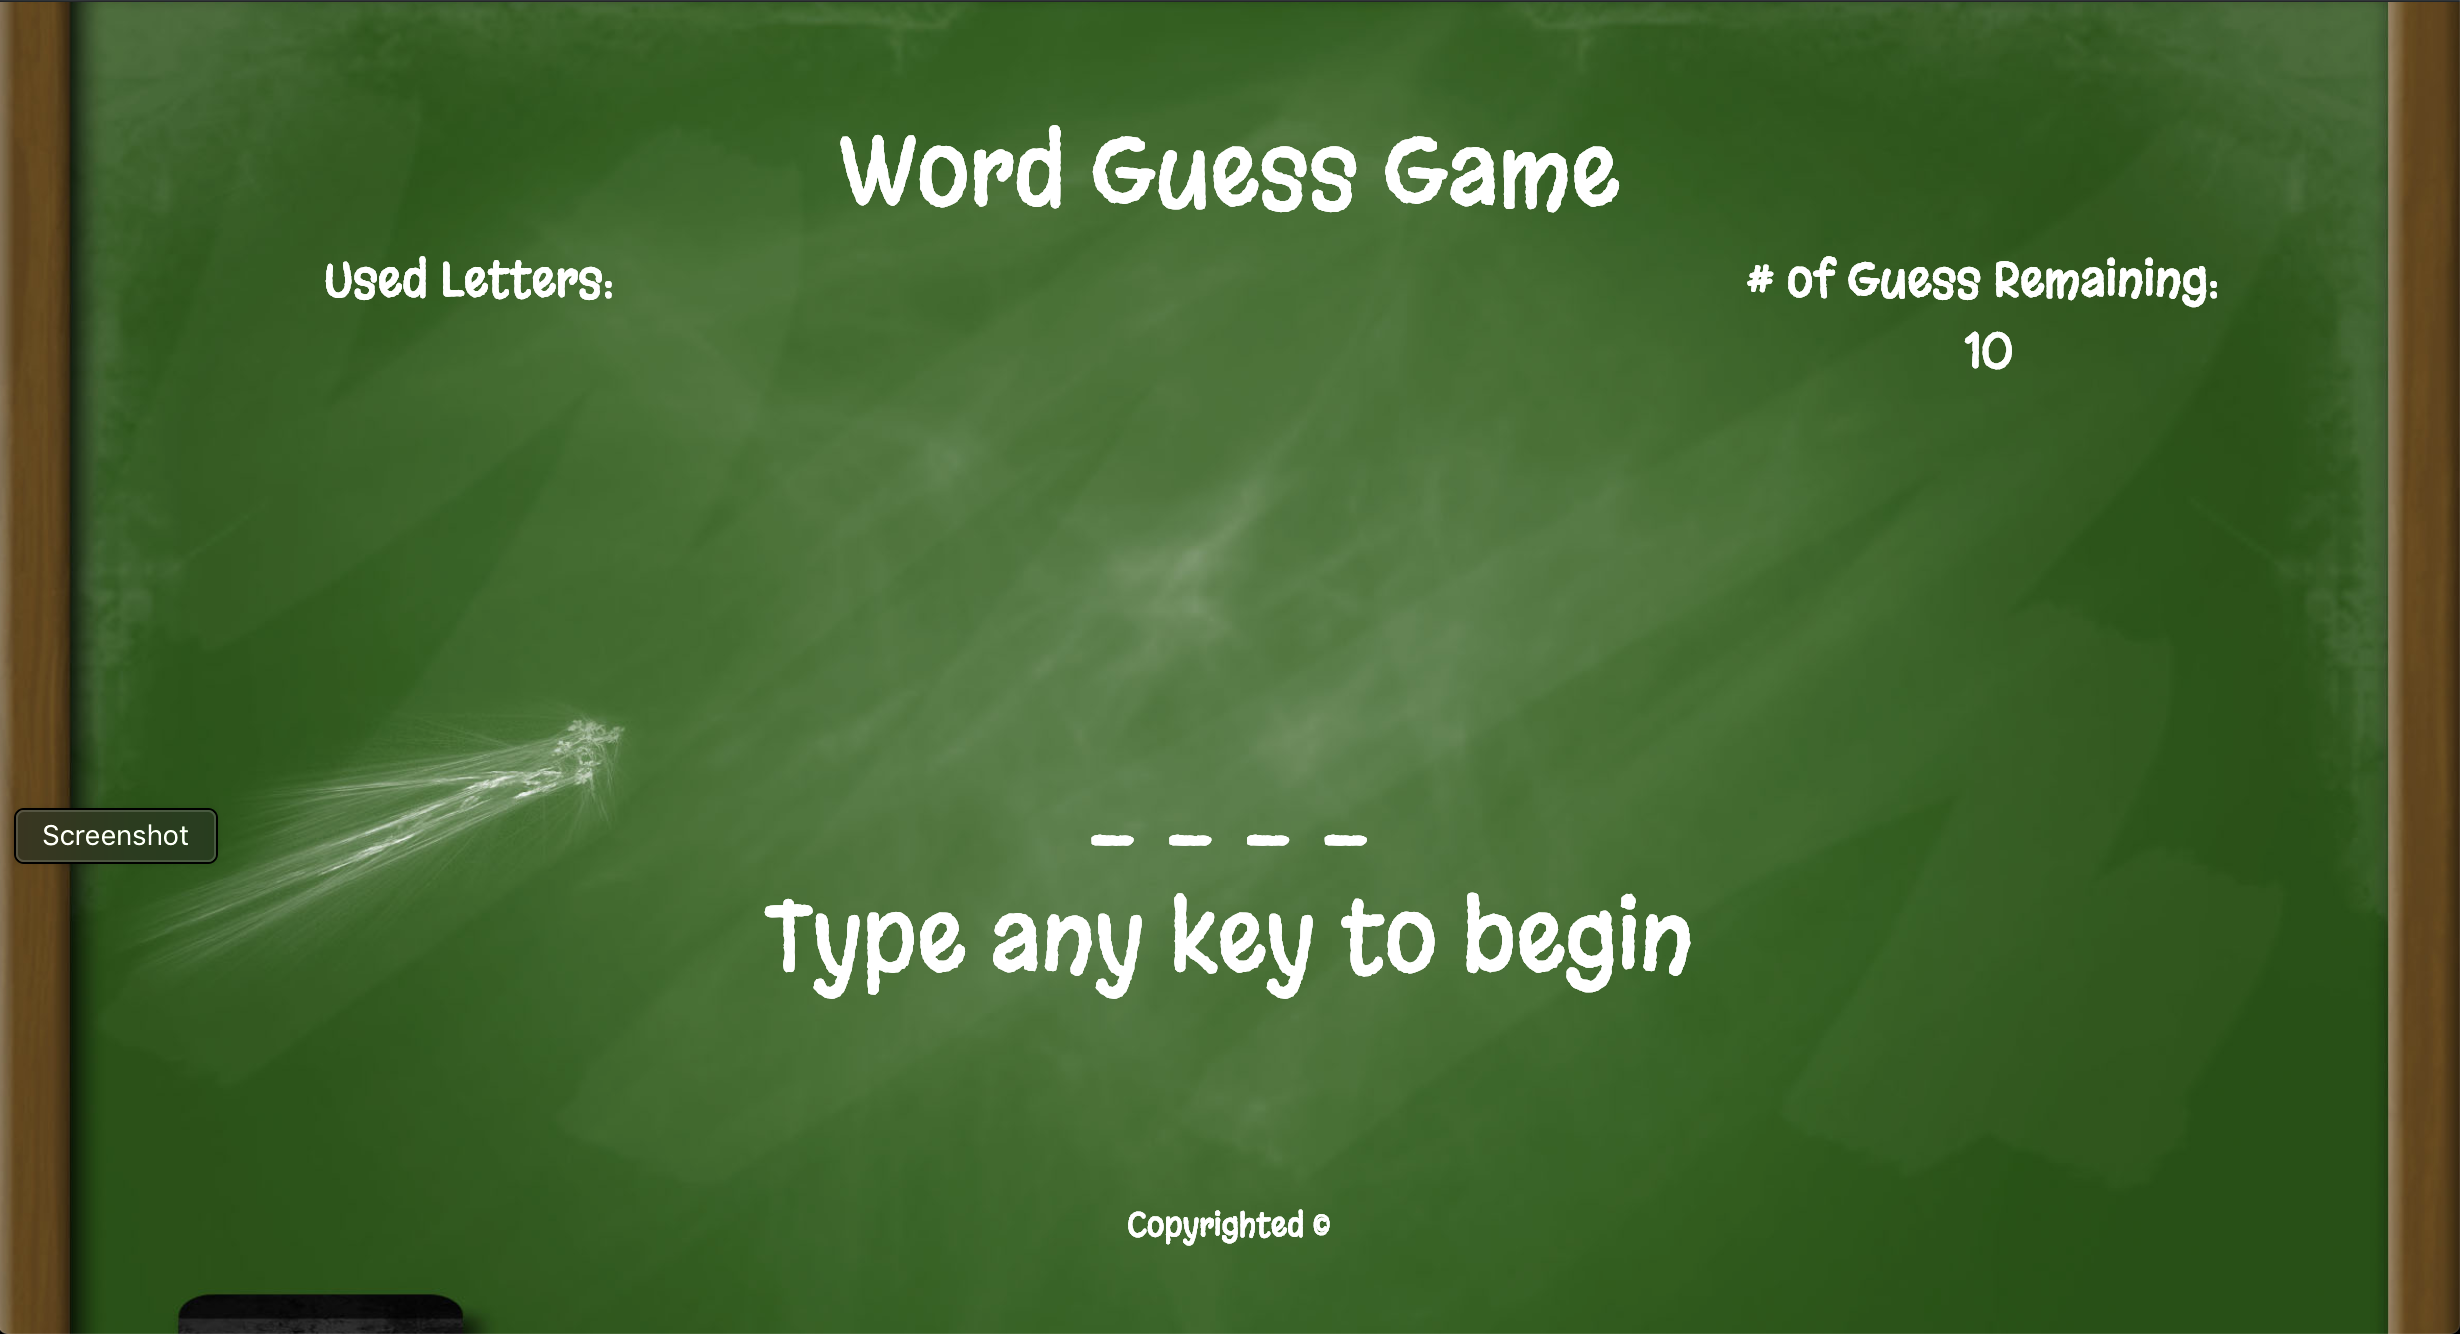 Word Guess Game
Used Letters:
# of Guess Remaining:
10
Screenshot
_ _ _ _
Type any key to begin
Copyrighted ©